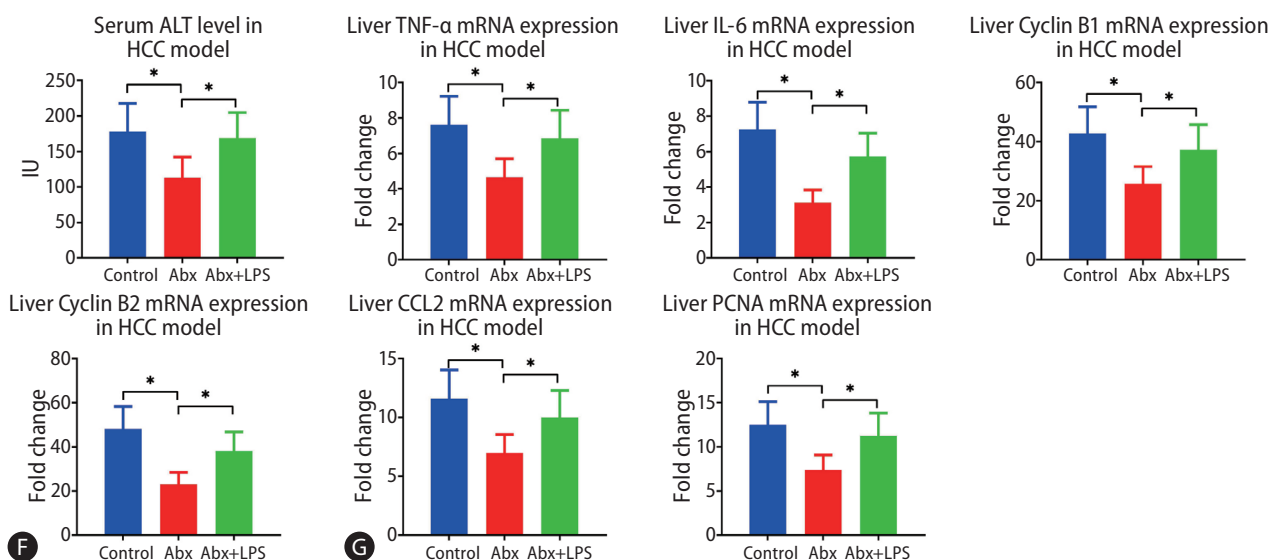 Serum ALT level in
HCC model
IU
250
200
150
100
50
0
*
*
Control Abx Abx+LPS
Liver TNF-α mRNA expression
in HCC model
Fold change
10
8
6
4
2
0
*
*
Control Abx Abx+LPS
Liver IL-6 mRNA expression
in HCC model
Fold change
10
8
6
4
2
0
*
*
Control Abx Abx+LPS
Liver Cyclin B1 mRNA expression
in HCC model
Fold change
60
40
20
0
*
*
Control Abx Abx+LPS
Liver Cyclin B2 mRNA expression
in HCC model
Fold change
80
60
40
20
0
*
*
Control Abx Abx+LPS
F
Liver CCL2 mRNA expression
in HCC model
Fold change
15
10
5
0
*
*
Control Abx Abx+LPS
G
Liver PCNA mRNA expression
in HCC model
Fold change
20
15
10
5
0
*
*
Control Abx Abx+LPS